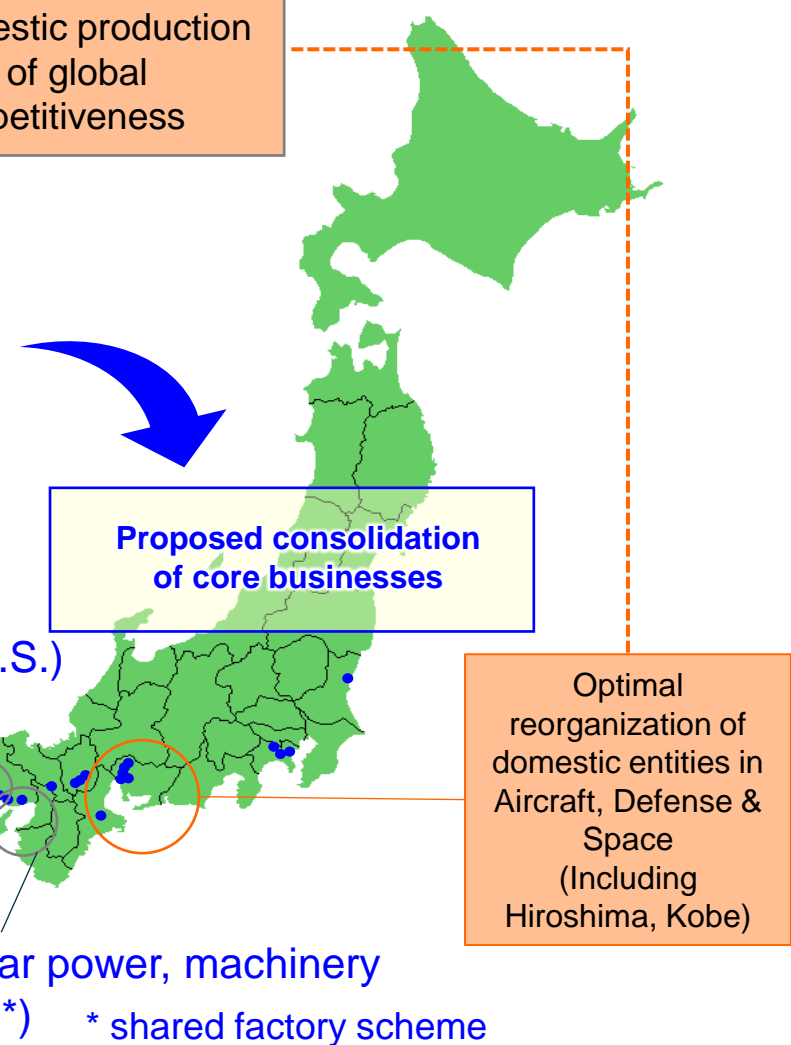 estic production
of global
petitiveness
Proposed consolidation
of core businesses
.S.)
Optimal
reorganization of
domestic entities in
Aircraft, Defense &
Space
(Including
Hiroshima, Kobe)
ar power, machinery
*) * shared factory scheme